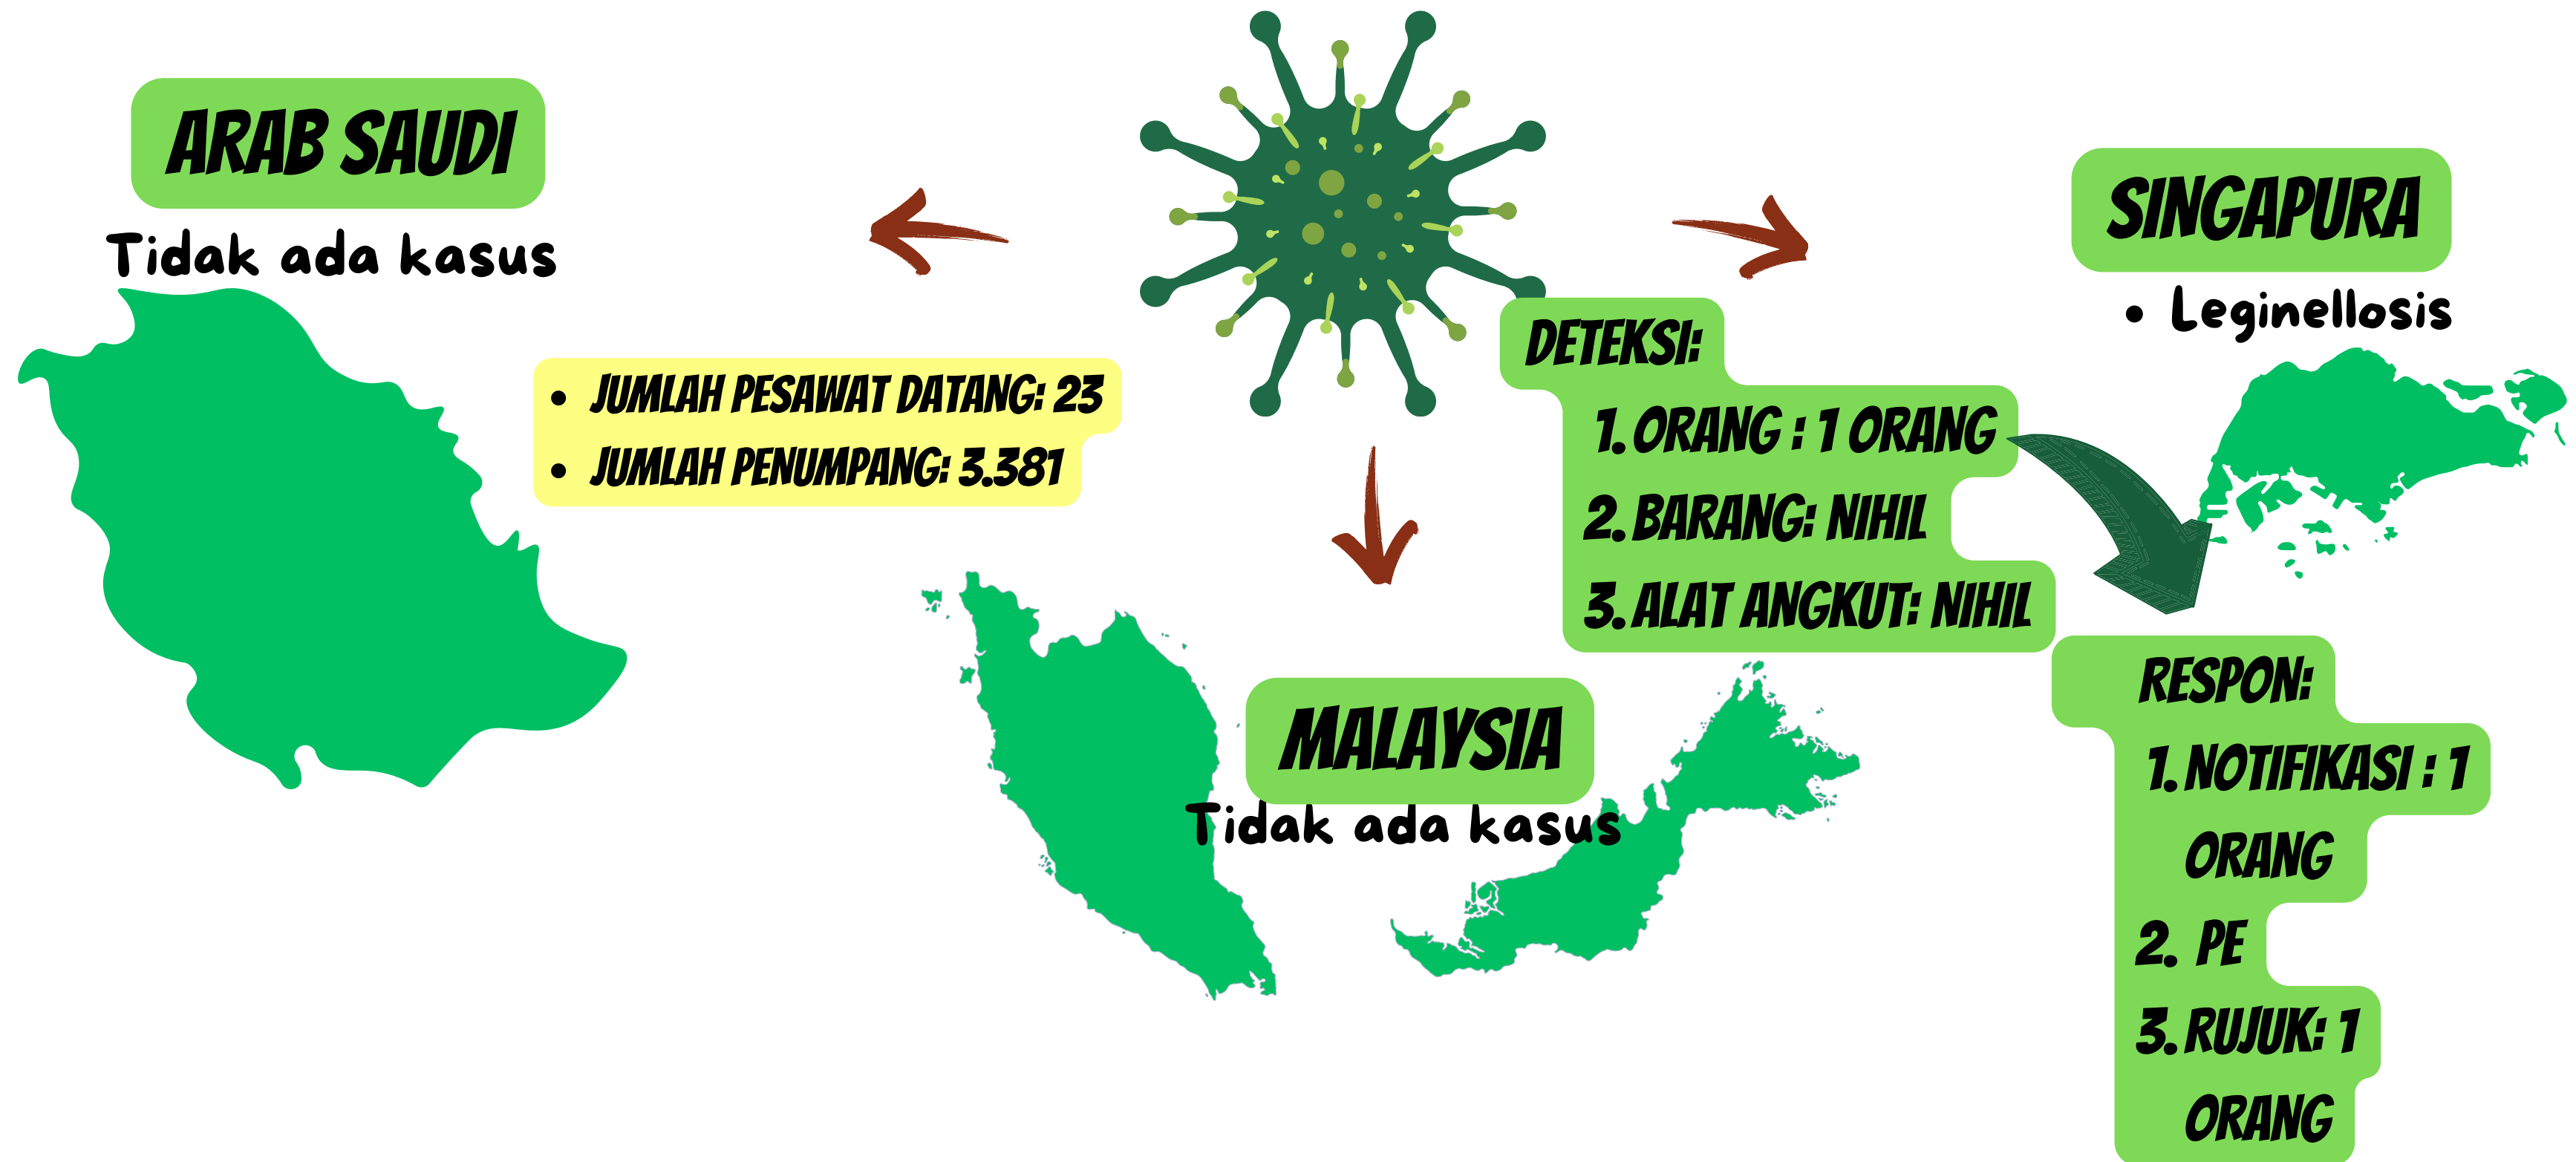 ARAB SAUDI
Tidak ada kasus
• JUMLAH PESAWAT DATANG: 23
• JUMLAH PENUMPANG: 3.381
MALAYSIA
Tidak ada kasus
DETEKSI:
1. ORANG : 1 ORANG
2. BARANG: NIHIL
3. ALAT ANGKUT: NIHIL
SINGAPURA
• Leginellosis
RESPON:
1. NOTIFIKASI : 1
ORANG
2. PE
3. RUJUK: 1
ORANG